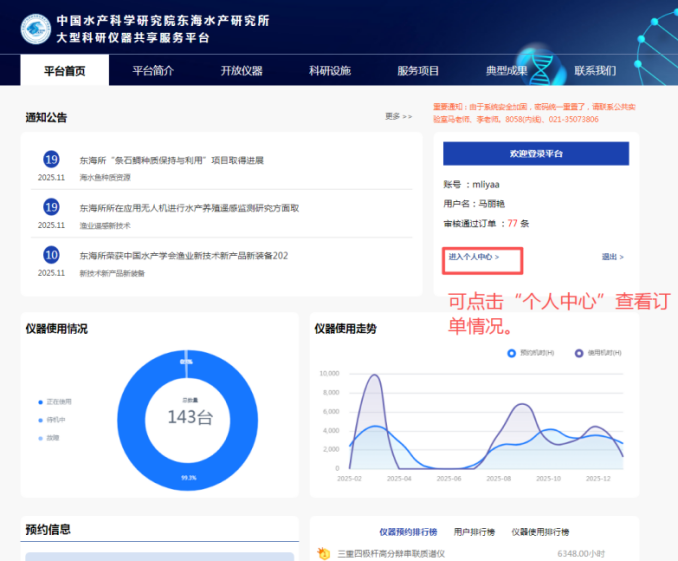 中国水产科学研究院东海水产研究所
大型科研仪器共享服务平台
平台首页 平台简介 开放仪器 科研设施 服务项目 典型成果 联系我们
通知公告 更多 >>
19 东海所“条石鲷种质保持与利用”项目取得进展
2025.11 海水鱼种质资源
19 东海所所在应用无人机进行水产养殖遥感监测研究方面取
2025.11 渔业遥感新技术
10 东海所荣获中国水产学会渔业新技术新产品新装备202
2025.11 新技术新产品新装备
重要通知：由于系统安全加固，密码统一重置了，请联系公共实
验室马老师、李老师。8058(内线)、021-35073806
欢迎登录平台
账号 ：mliyaa
用户名：马丽艳
审核通过订单 ：77 条
进入个人中心 > 退出 >
可点击“个人中心”查看订
单情况。
仪器使用情况
正在使用
待机中
故障
总数量
143台
99.3%
仪器使用走势
预约机时(H) 使用机时(H)
10,000
8,000
6,000
4,000
2,000
0
2025-02 2025-04 2025-06 2025-08 2025-10 2025-12
预约信息
仪器预约排行榜 用户排行榜 仪器使用排行榜
三重四极杆高分辨串联质谱仪 6348.00小时